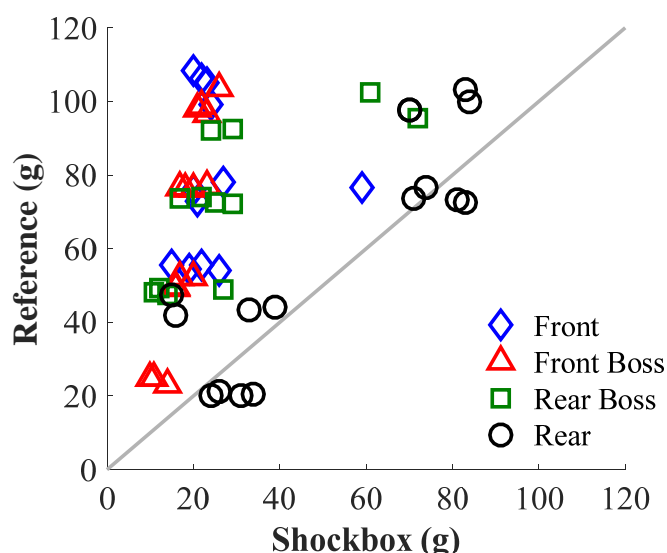 120
100
80
60
40
20
0
Reference (g)
Front
Front Boss
Rear Boss
Rear
0 20 40 60 80 100 120
Shockbox (g)